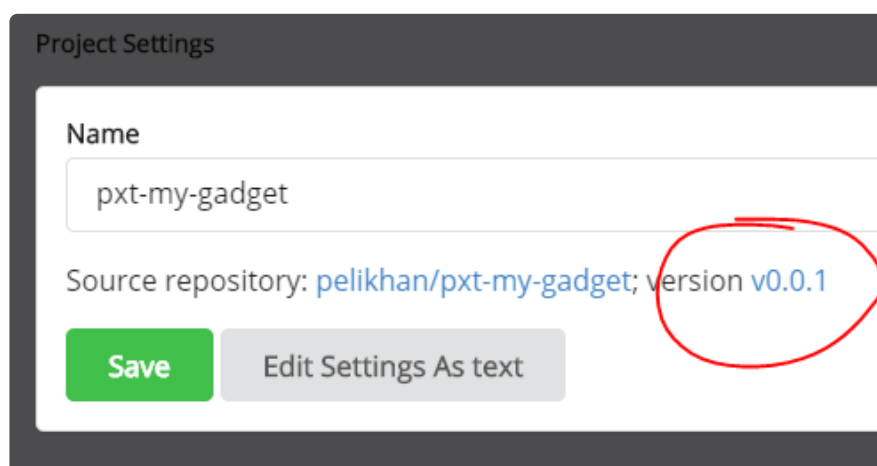 Project Settings
Name
pxt-my-gadget
Source repository: pelikhan/pxt-my-gadget; version v0.0.1
Save
Edit Settings As text